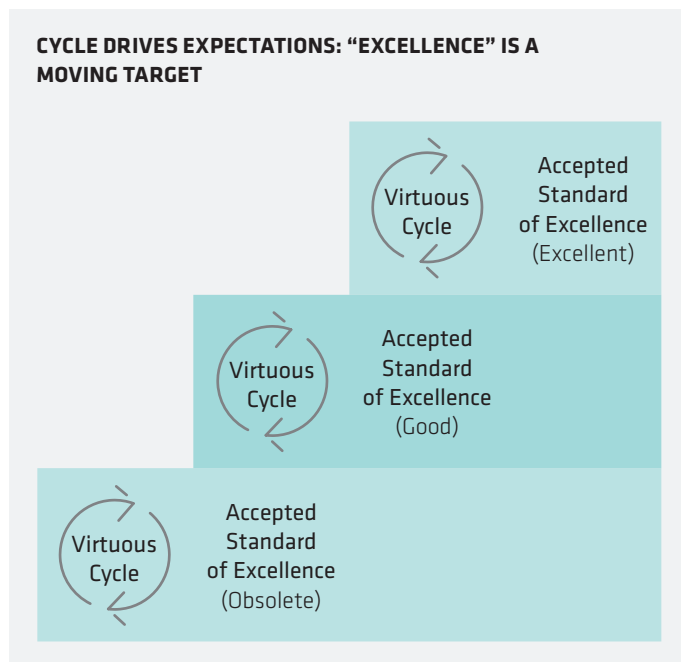 CYCLE DRIVES EXPECTATIONS: “EXCELLENCE” IS A
MOVING TARGET
Virtuous
Cycle
Accepted
Standard
of Excellence
(Excellent)
Virtuous
Cycle
Accepted
Standard
of Excellence
(Good)
Virtuous
Cycle
Accepted
Standard
of Excellence
(Obsolete)